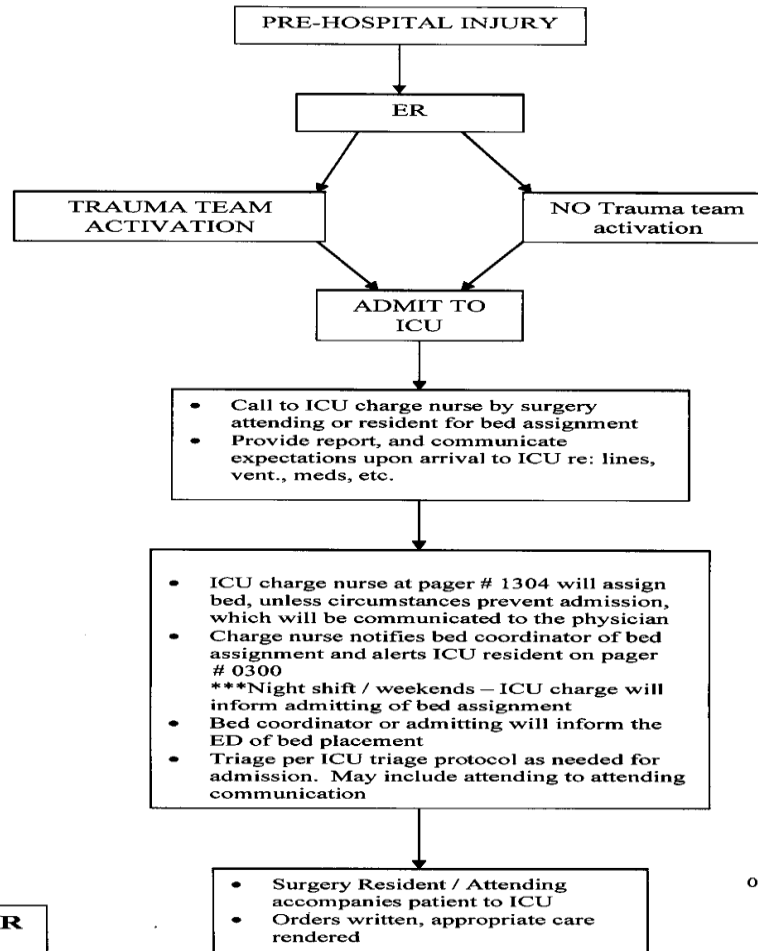 PRE-HOSPITAL INJURY
ER
TRAUMA TEAM
ACTIVATION
NO Trauma team
activation
ADMIT TO
ICU
• Call to ICU charge nurse by surgery
attending or resident for bed assignment
• Provide report, and communicate
expectations upon arrival to ICU re: lines,
vent., meds, etc.
• ICU charge nurse at pager # 1304 will assign
bed, unless circumstances prevent admission,
which will be communicated to the physician
• Charge nurse notifies bed coordinator of bed
assignment and alerts ICU resident on pager
# 0300
***Night shift / weekends – ICU charge will
inform admitting of bed assignment
• Bed coordinator or admitting will inform the
ED of bed placement
• Triage per ICU triage protocol as needed for
admission. May include attending to attending
communication
• Surgery Resident / Attending
accompanies patient to ICU
• Orders written, appropriate care
rendered
R